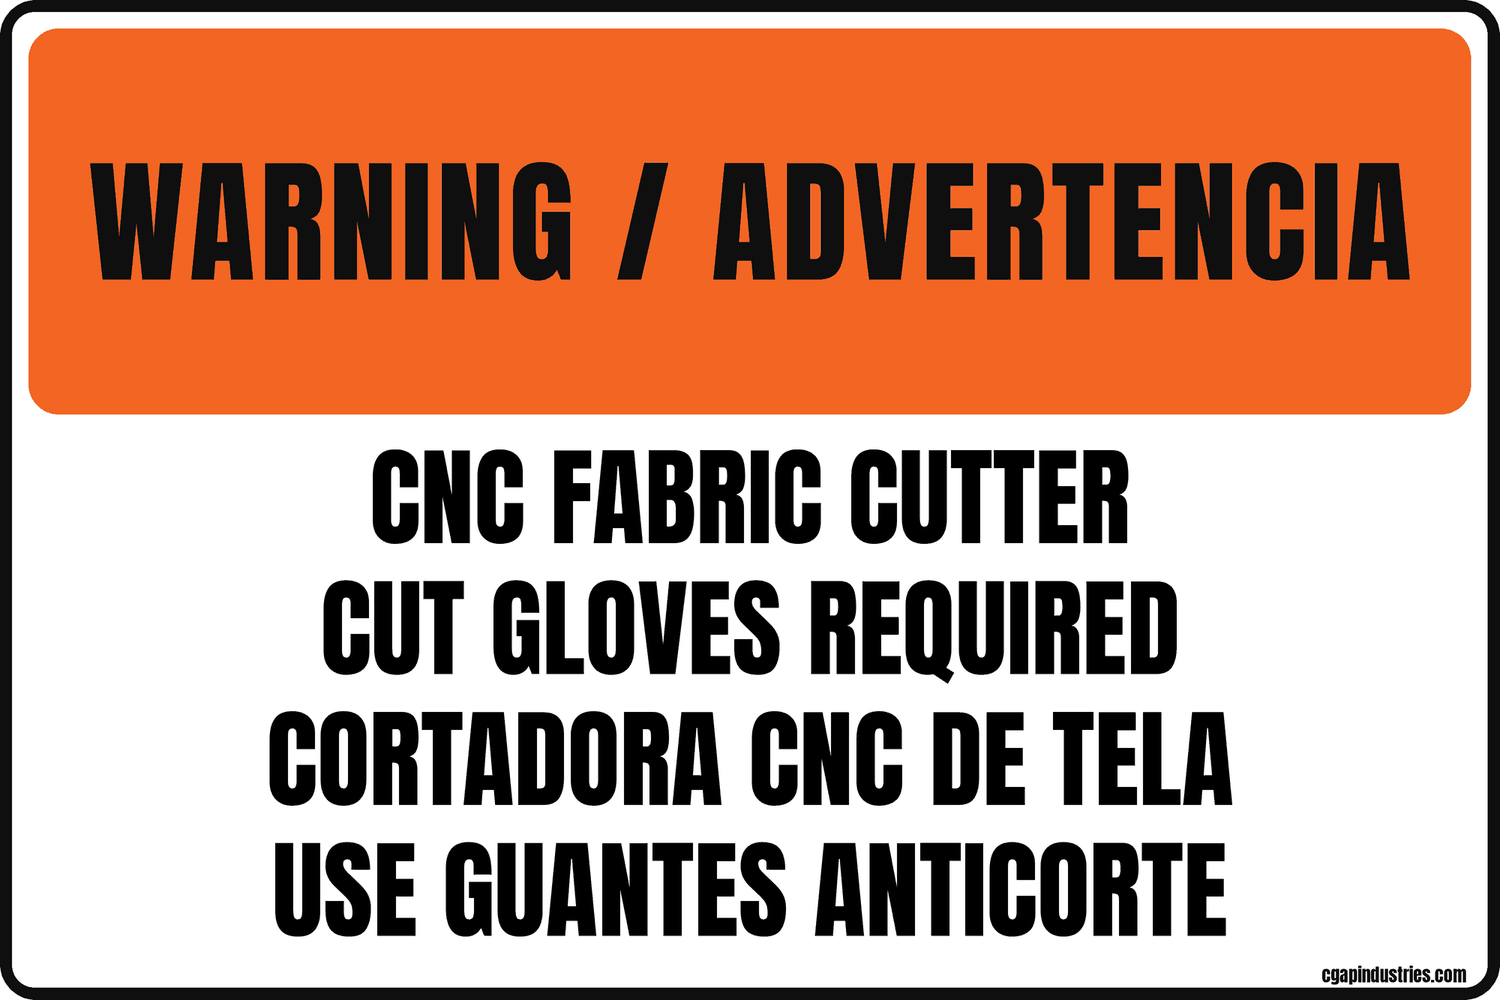 WARNING / ADVERTENCIA
CNC FABRIC CUTTER
CUT GLOVES REQUIRED
CORTADORA CNC DE TELA
USE GUANTES ANTICORTE
cgapindustries.com